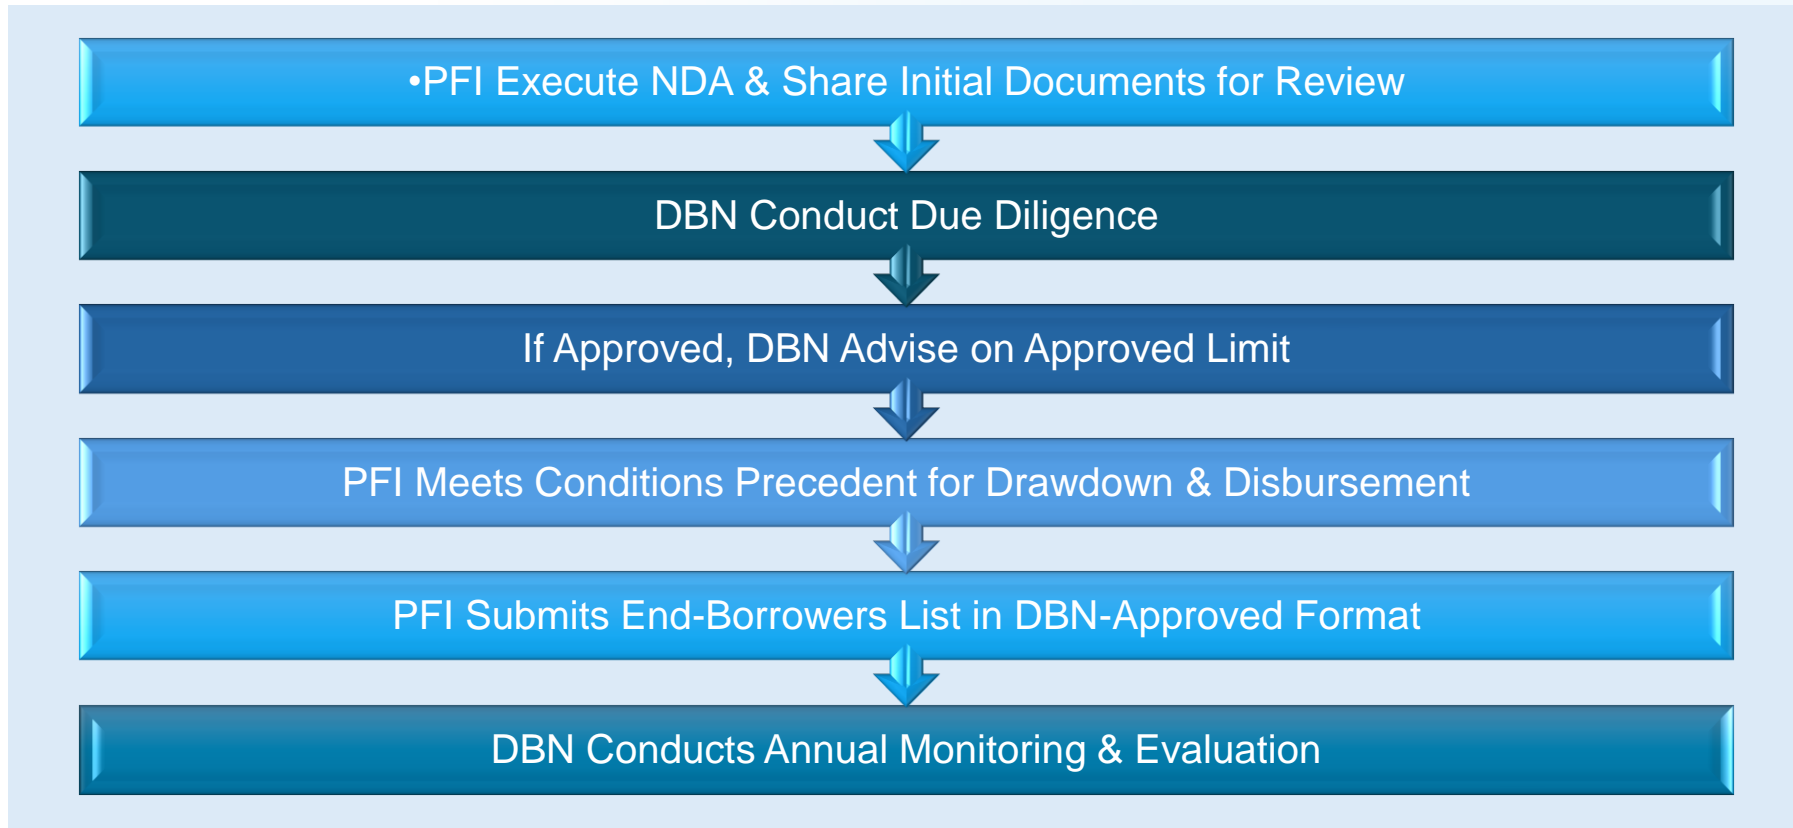 •PFI Execute NDA & Share Initial Documents for Review
DBN Conduct Due Diligence
If Approved, DBN Advise on Approved Limit
PFI Meets Conditions Precedent for Drawdown & Disbursement
PFI Submits End-Borrowers List in DBN-Approved Format
DBN Conducts Annual Monitoring & Evaluation